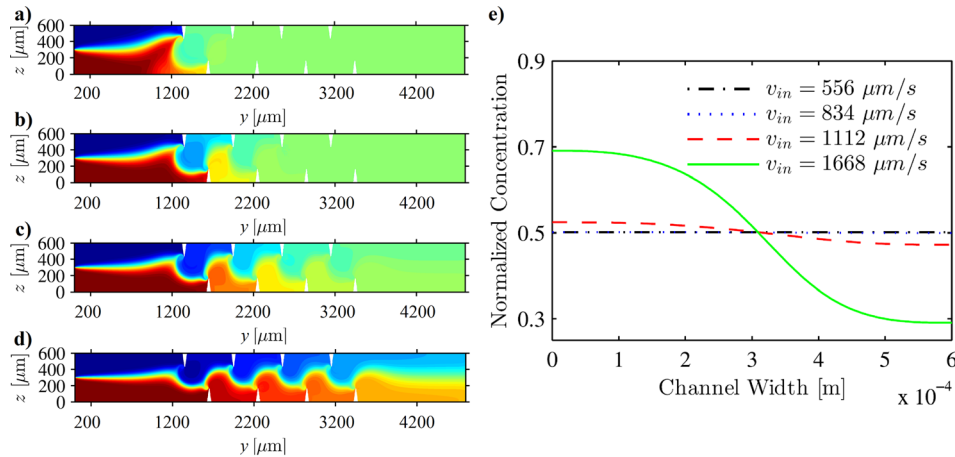 a)
600
400
200
0
z [μm]
200 1200 2200 3200 4200
y [μm]
b)
600
400
200
0
z [μm]
200 1200 2200 3200 4200
y [μm]
c)
600
400
200
0
z [μm]
200 1200 2200 3200 4200
y [μm]
d)
600
400
200
0
z [μm]
200 1200 2200 3200 4200
y [μm]
e)
0.9
0.7
0.5
0.3
Normalized Concentration
v_in = 556 μm/s
v_in = 834 μm/s
v_in = 1112 μm/s
v_in = 1668 μm/s
0 1 2 3 4 5 6
Channel Width [m]
x 10⁻⁴